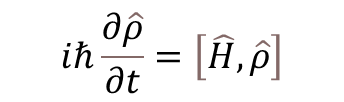 iħ ∂ρ̂/∂t = [Ĥ, ρ̂]